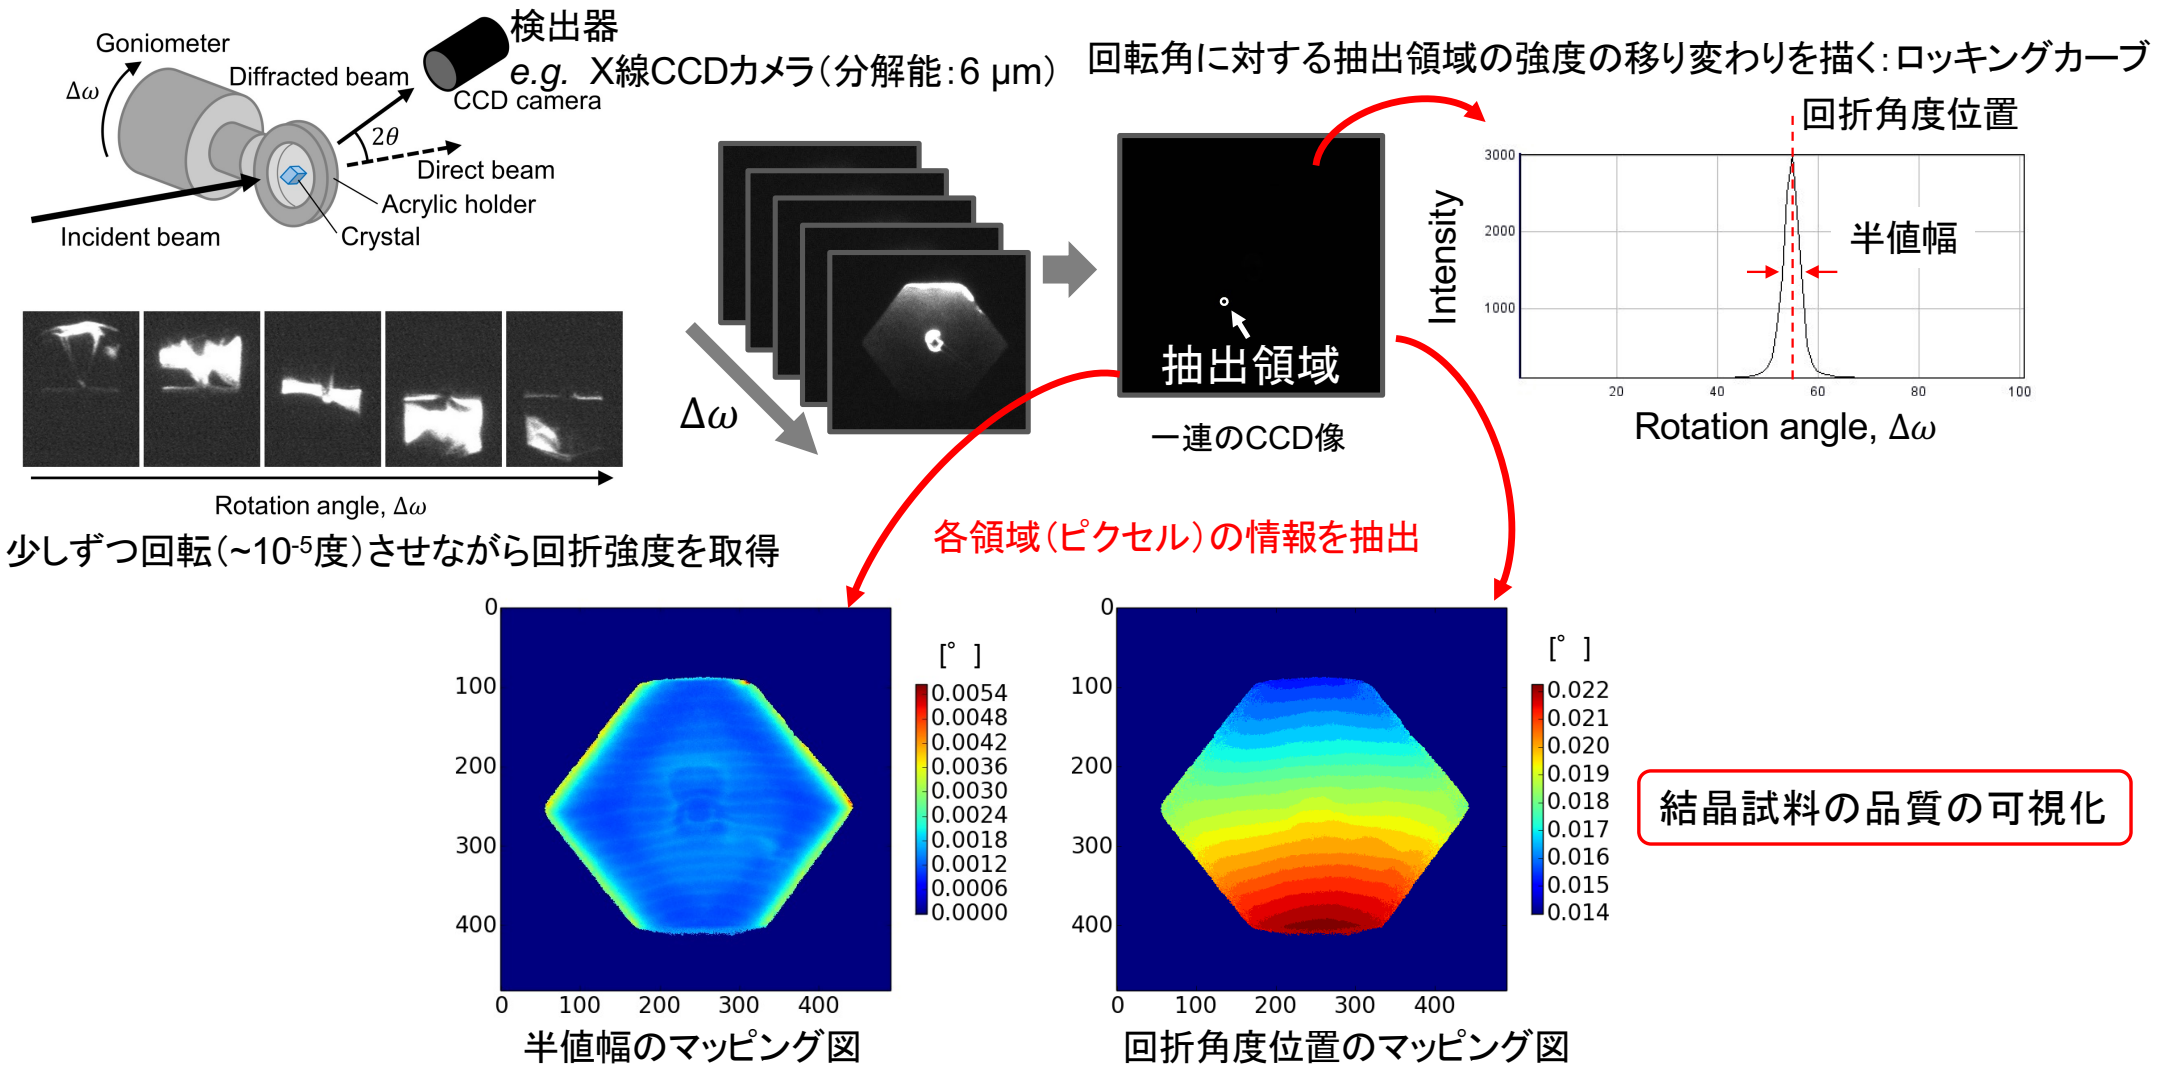 Goniometer
Δω
Diffracted beam
検出器
e.g. X線CCDカメラ(分解能:6 μm)
CCD camera
2θ
Direct beam
Acrylic holder
Crystal
Incident beam
Rotation angle, Δω
少しずつ回転(~10⁻⁵度)させながら回折強度を取得
Δω
抽出領域
一連のCCD像
回転角に対する抽出領域の強度の移り変わりを描く:ロッキングカーブ
回折角度位置
半値幅
Intensity
3000
2000
1000
20 40 60 80 100
Rotation angle, Δω
各領域(ピクセル)の情報を抽出
0
100
200
300
400
0 100 200 300 400
[° ]
0.0054
0.0048
0.0042
0.0036
0.0030
0.0024
0.0018
0.0012
0.0006
0.0000
半値幅のマッピング図
0
100
200
300
400
0 100 200 300 400
[° ]
0.022
0.021
0.020
0.019
0.018
0.017
0.016
0.015
0.014
回折角度位置のマッピング図
結晶試料の品質の可視化